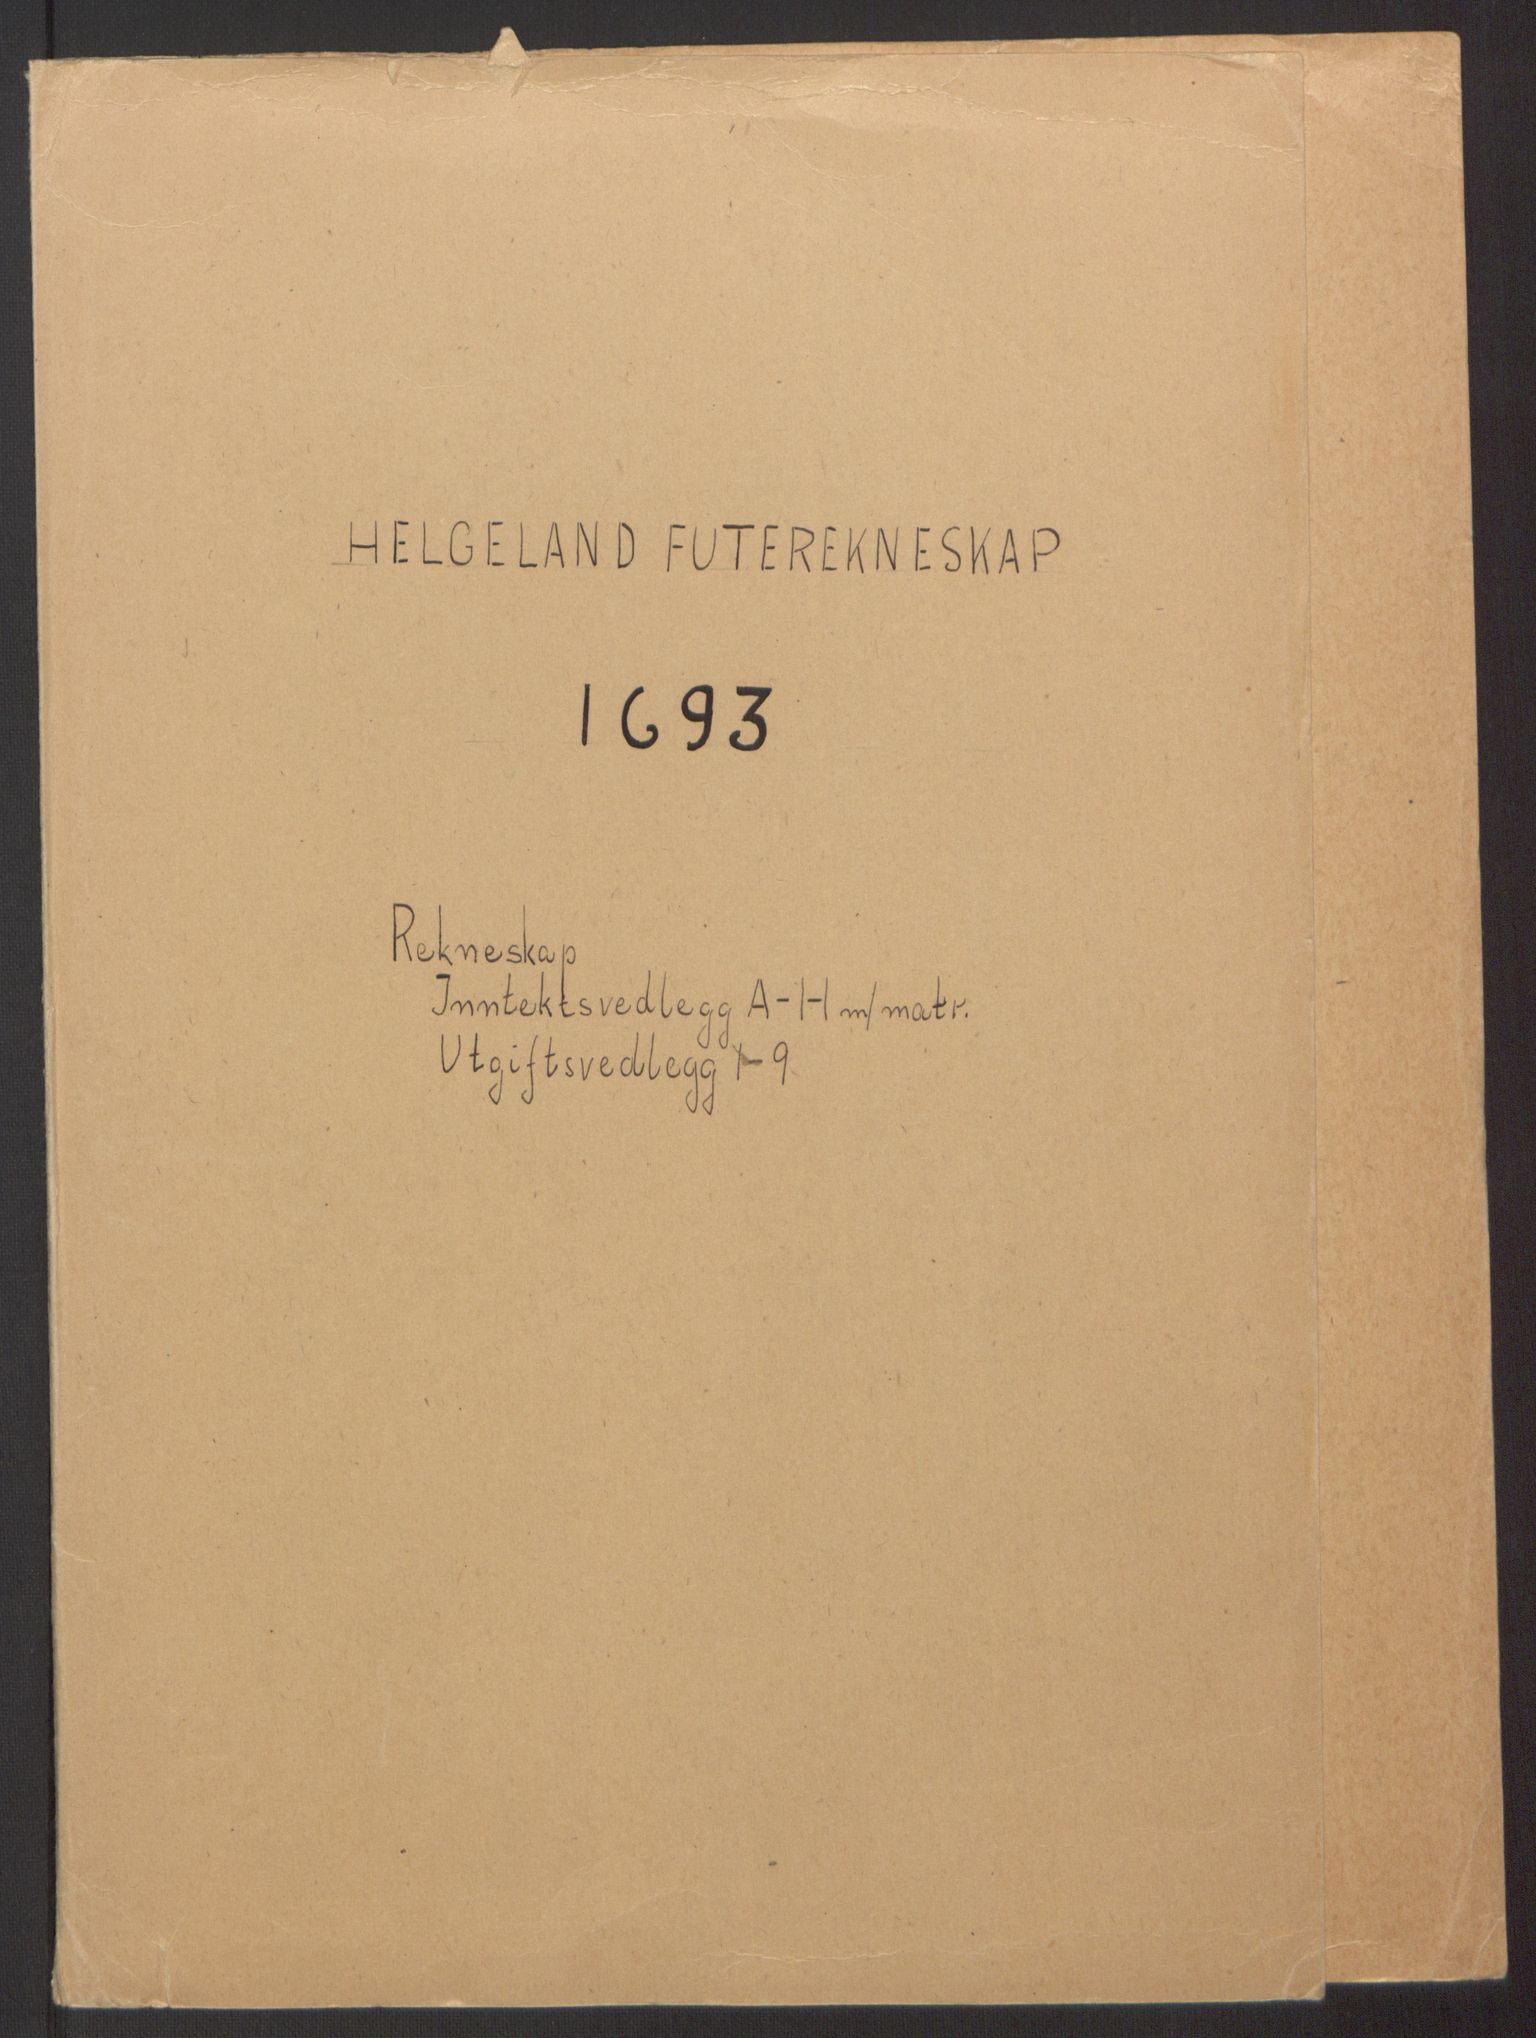 HELGELAND FUTEREKNESKAP
1693
Rekneskap
Inntektsvedlegg A-H m/matr.
Utgiftsvedlegg 1-9